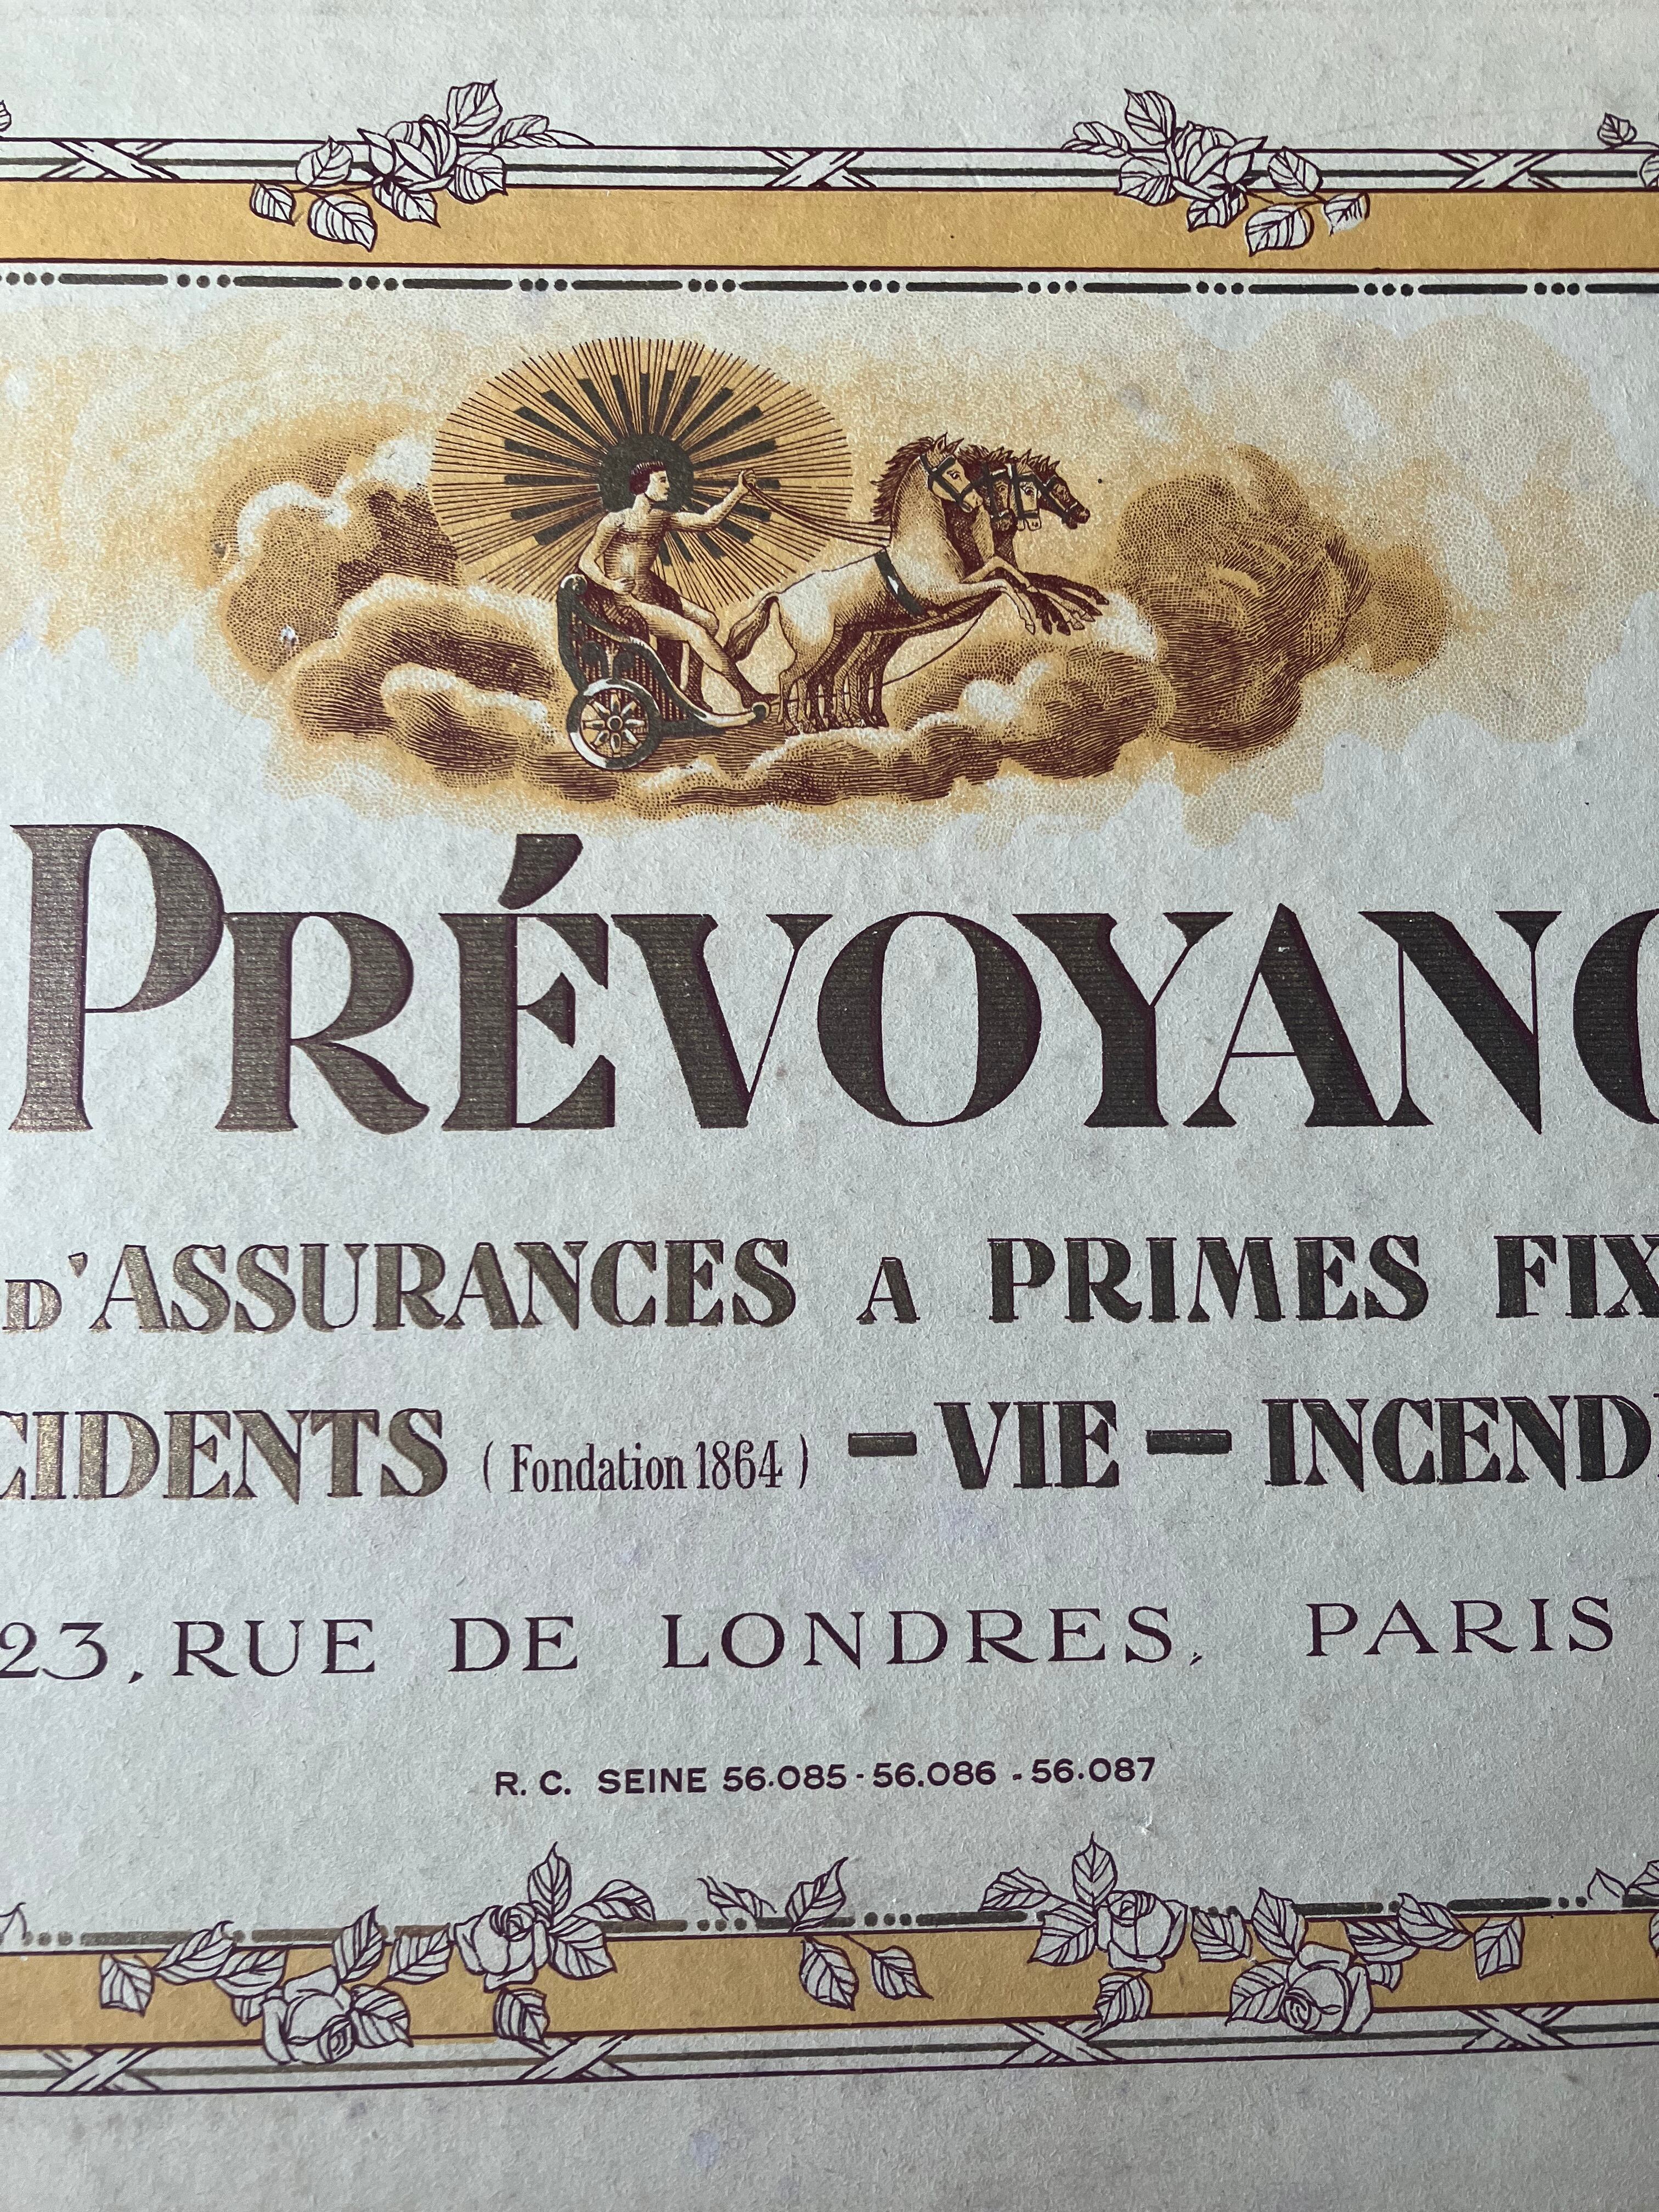 PRÉVOYANC
D'ASSURANCES A PRIMES FIX
CIDENTS (Fondation 1864) - VIE - INCENDI
23, RUE DE LONDRES, PARIS
R. C. SEINE 56.085 - 56.086 - 56.087